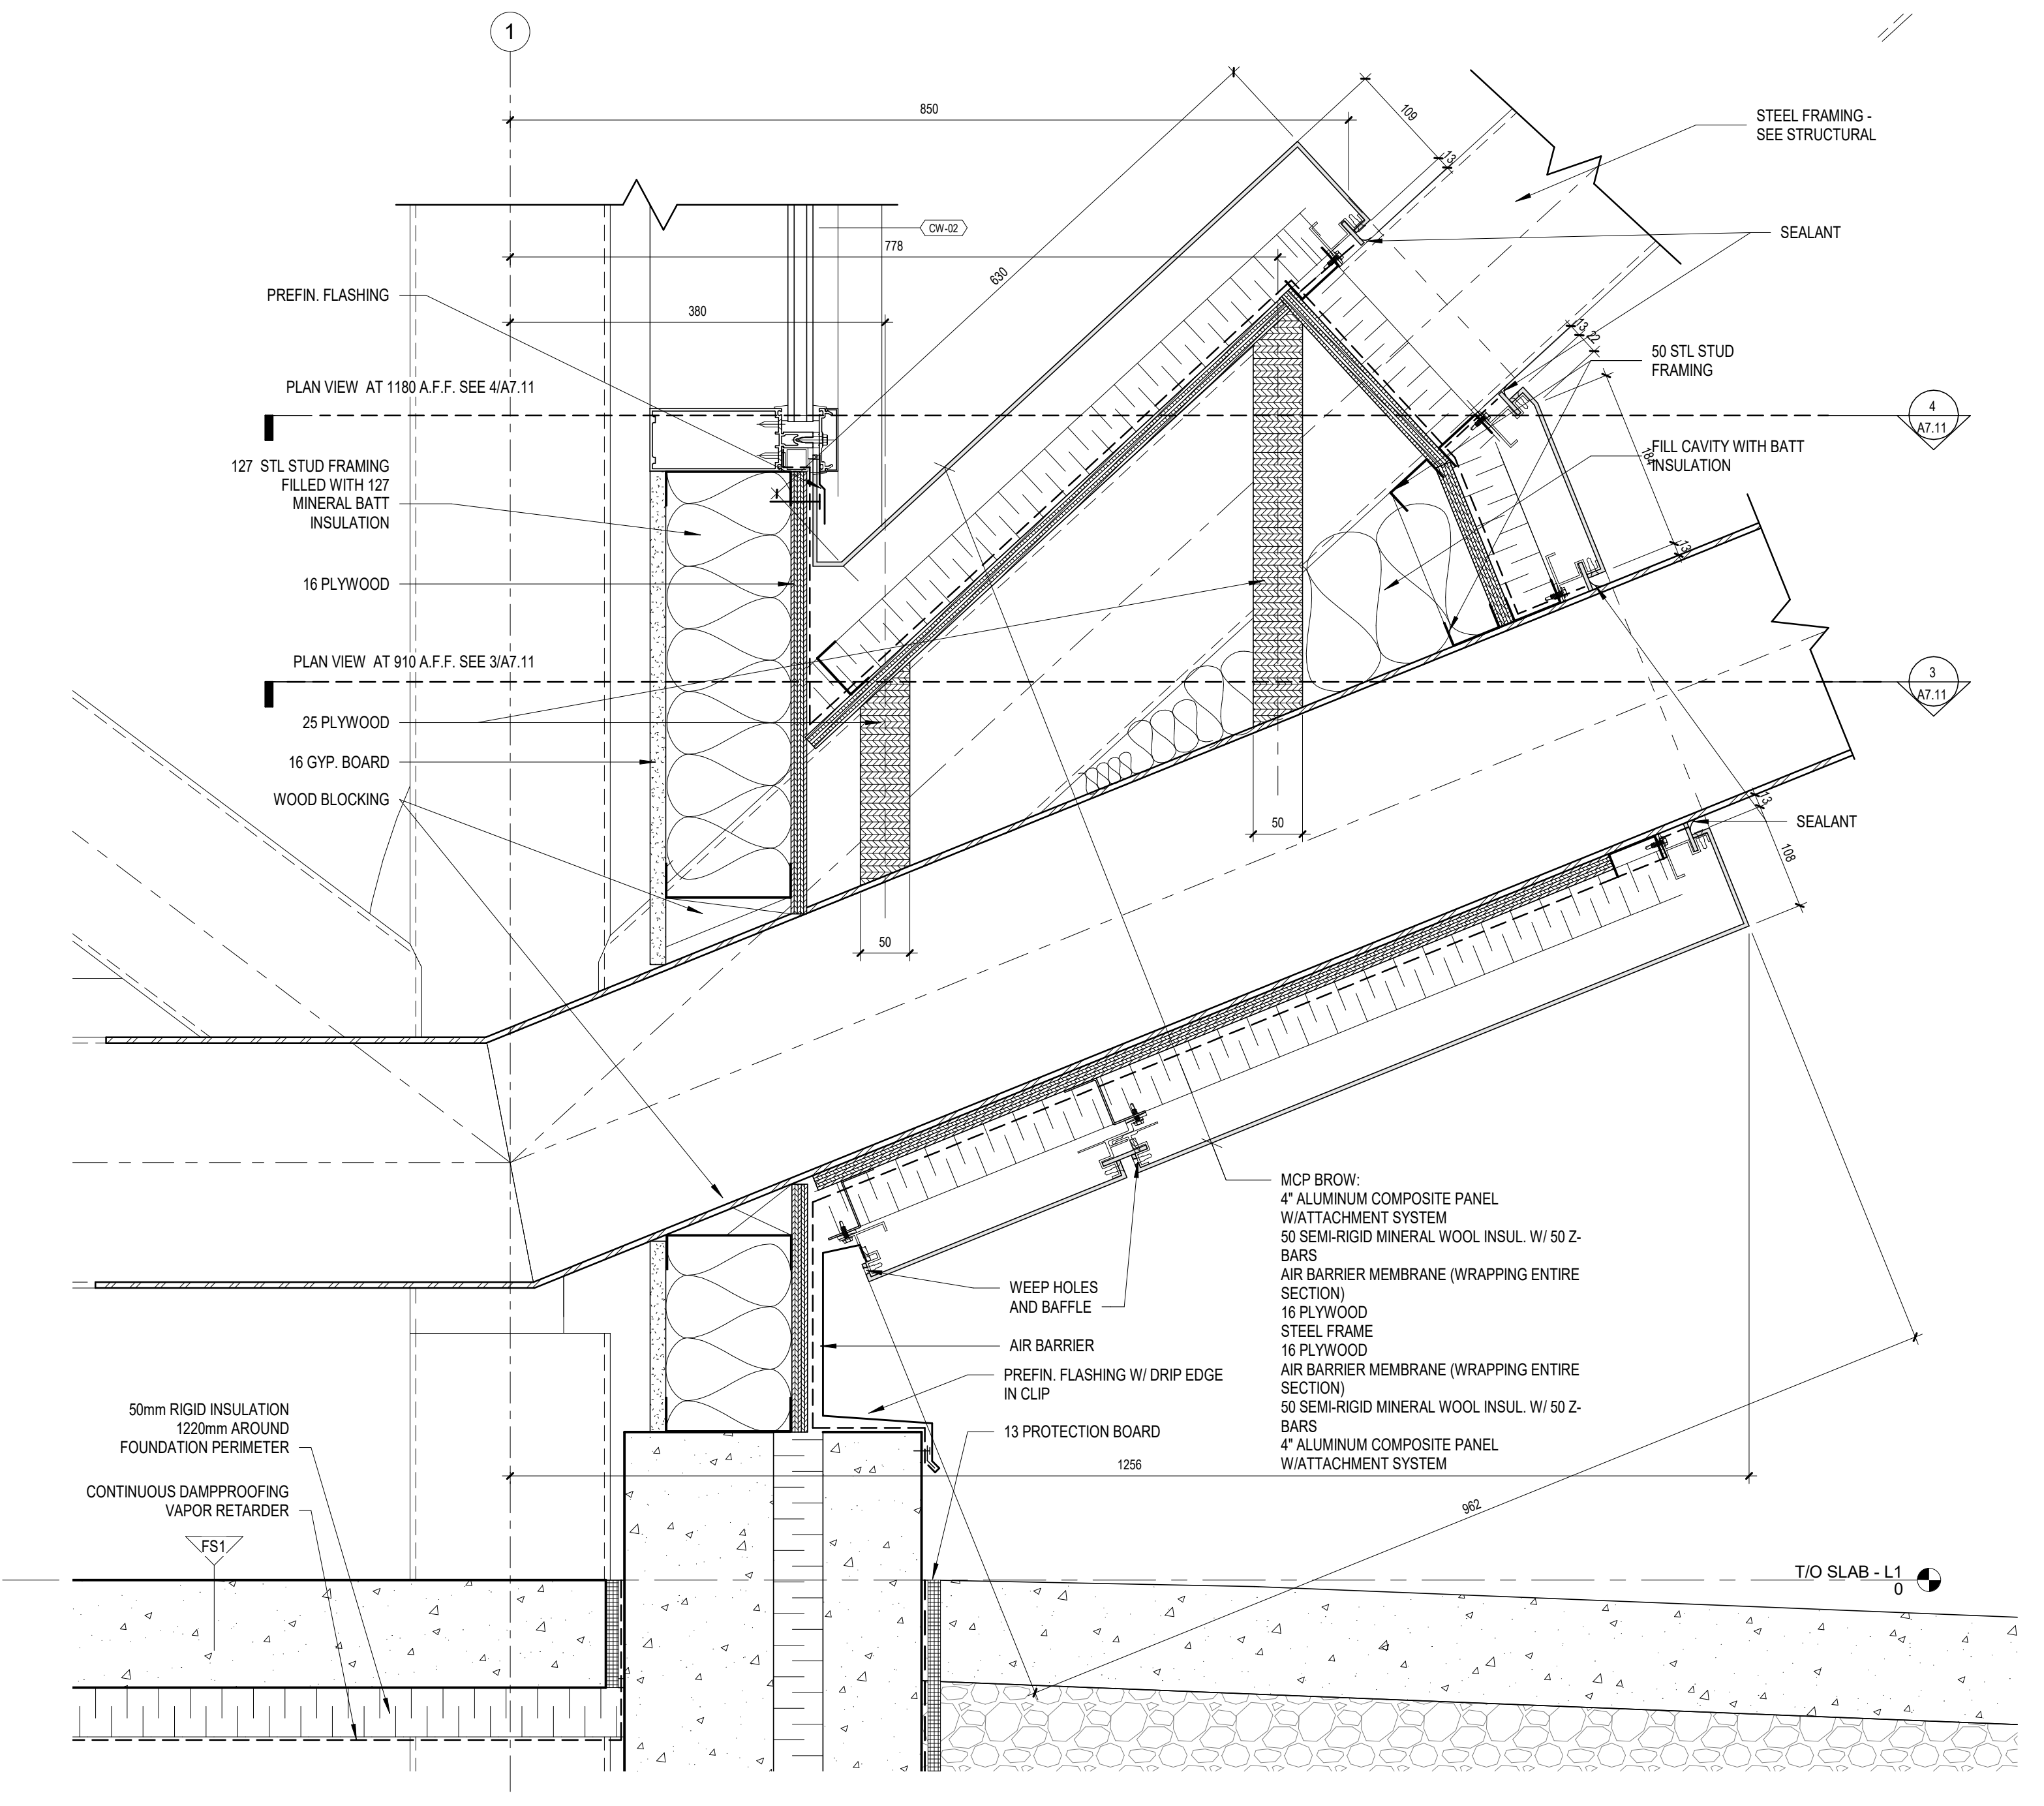 1
850
109
13
STEEL FRAMING -
SEE STRUCTURAL
CW-02
778
SEALANT
630
PREFIN. FLASHING
380
13
22
50 STL STUD
FRAMING
PLAN VIEW AT 1180 A.F.F. SEE 4/A7.11
4
A7.11
127 STL STUD FRAMING
FILLED WITH 127
MINERAL BATT
INSULATION
FILL CAVITY WITH BATT
INSULATION
184
13
16 PLYWOOD
PLAN VIEW AT 910 A.F.F. SEE 3/A7.11
3
A7.11
25 PLYWOOD
16 GYP. BOARD
WOOD BLOCKING
13
50
SEALANT
108
50
MCP BROW:
4" ALUMINUM COMPOSITE PANEL
W/ATTACHMENT SYSTEM
50 SEMI-RIGID MINERAL WOOL INSUL. W/ 50 Z-
BARS
AIR BARRIER MEMBRANE (WRAPPING ENTIRE
SECTION)
16 PLYWOOD
STEEL FRAME
16 PLYWOOD
AIR BARRIER MEMBRANE (WRAPPING ENTIRE
SECTION)
50 SEMI-RIGID MINERAL WOOL INSUL. W/ 50 Z-
BARS
4" ALUMINUM COMPOSITE PANEL
W/ATTACHMENT SYSTEM
WEEP HOLES
AND BAFFLE
AIR BARRIER
PREFIN. FLASHING W/ DRIP EDGE
IN CLIP
13 PROTECTION BOARD
50mm RIGID INSULATION
1220mm AROUND
FOUNDATION PERIMETER
1256
CONTINUOUS DAMPPROOFING
VAPOR RETARDER
962
FS1
T/O SLAB - L1
0